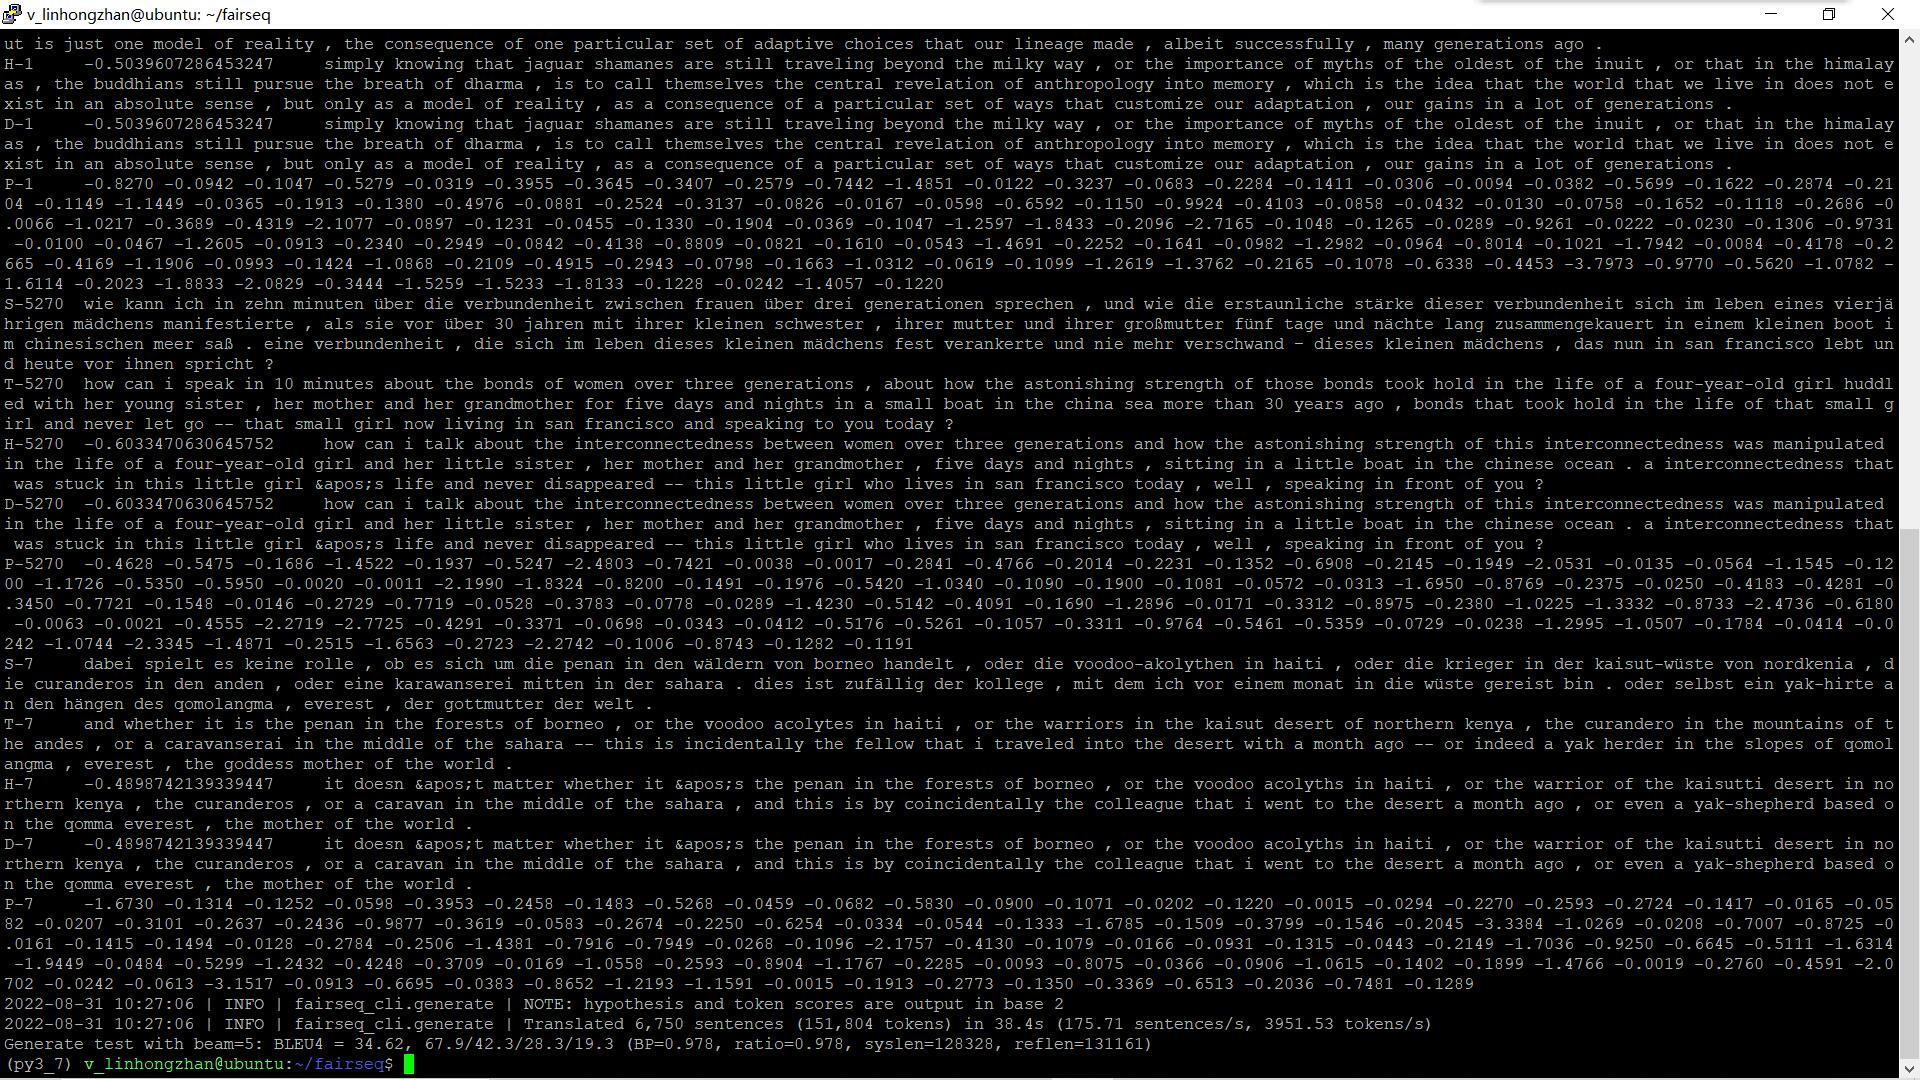 v_linhongzhan@ubuntu: ~/fairseq
ut is just one model of reality , the consequence of one particular set of adaptive choices that our lineage made , albeit successfully , many generations ago .
H-1     -0.5039607286453247     simply knowing that jaguar shamanes are still traveling beyond the milky way , or the importance of myths of the oldest of the inuit , or that in the himalay
as , the buddhians still pursue the breath of dharma , is to call themselves the central revelation of anthropology into memory , which is the idea that the world that we live in does not e
xist in an absolute sense , but only as a model of reality , as a consequence of a particular set of ways that customize our adaptation , our gains in a lot of generations .
D-1     -0.5039607286453247     simply knowing that jaguar shamanes are still traveling beyond the milky way , or the importance of myths of the oldest of the inuit , or that in the himalay
as , the buddhians still pursue the breath of dharma , is to call themselves the central revelation of anthropology into memory , which is the idea that the world that we live in does not e
xist in an absolute sense , but only as a model of reality , as a consequence of a particular set of ways that customize our adaptation , our gains in a lot of generations .
P-1     -0.8270 -0.0942 -0.1047 -0.5279 -0.0319 -0.3955 -0.3645 -0.3407 -0.2579 -0.7442 -1.4851 -0.0122 -0.3237 -0.0683 -0.2284 -0.1411 -0.0306 -0.0094 -0.0382 -0.5699 -0.1622 -0.2874 -0.21
04 -0.1149 -1.1449 -0.0365 -0.1913 -0.1380 -0.4976 -0.0881 -0.2524 -0.3137 -0.0826 -0.0167 -0.0598 -0.6592 -0.1150 -0.9924 -0.4103 -0.0858 -0.0432 -0.0130 -0.0758 -0.1652 -0.1118 -0.2686 -0
.0066 -1.0217 -0.3689 -0.4319 -2.1077 -0.0897 -0.1231 -0.0455 -0.1330 -0.1904 -0.0369 -0.1047 -1.2597 -1.8433 -0.2096 -2.7165 -0.1048 -0.1265 -0.0289 -0.9261 -0.0222 -0.0230 -0.1306 -0.9731
-0.0100 -0.0467 -1.2605 -0.0913 -0.2340 -0.2949 -0.0842 -0.4138 -0.8809 -0.0821 -0.1610 -0.0543 -1.4691 -0.2252 -0.1641 -0.0982 -1.2982 -0.0964 -0.8014 -0.1021 -1.7942 -0.0084 -0.4178 -0.2
665 -0.4169 -1.1906 -0.0993 -0.1424 -1.0868 -0.2109 -0.4915 -0.2943 -0.0798 -0.1663 -1.0312 -0.0619 -0.1099 -1.2619 -1.3762 -0.2165 -0.1078 -0.6338 -0.4453 -3.7973 -0.9770 -0.5620 -1.0782 -
1.6114 -0.2023 -1.8833 -2.0829 -0.3444 -1.5259 -1.5233 -1.8133 -0.1228 -0.0242 -1.4057 -0.1220
S-5270  wie kann ich in zehn minuten über die verbundenheit zwischen frauen über drei generationen sprechen , und wie die erstaunliche stärke dieser verbundenheit sich im leben eines vierjä
hrigen mädchens manifestierte , als sie vor über 30 jahren mit ihrer kleinen schwester , ihrer mutter und ihrer großmutter fünf tage und nächte lang zusammengekauert in einem kleinen boot i
m chinesischen meer saß . eine verbundenheit , die sich im leben dieses kleinen mädchens fest verankerte und nie mehr verschwand – dieses kleinen mädchens , das nun in san francisco lebt un
d heute vor ihnen spricht ?
T-5270  how can i speak in 10 minutes about the bonds of women over three generations , about how the astonishing strength of those bonds took hold in the life of a four-year-old girl huddl
ed with her young sister , her mother and her grandmother for five days and nights in a small boat in the china sea more than 30 years ago , bonds that took hold in the life of that small g
irl and never let go -- that small girl now living in san francisco and speaking to you today ?
H-5270  -0.6033470630645752     how can i talk about the interconnectedness between women over three generations and how the astonishing strength of this interconnectedness was manipulated
in the life of a four-year-old girl and her little sister , her mother and her grandmother , five days and nights , sitting in a little boat in the chinese ocean . a interconnectedness that
was stuck in this little girl &apos;s life and never disappeared -- this little girl who lives in san francisco today , well , speaking in front of you ?
D-5270  -0.6033470630645752     how can i talk about the interconnectedness between women over three generations and how the astonishing strength of this interconnectedness was manipulated
in the life of a four-year-old girl and her little sister , her mother and her grandmother , five days and nights , sitting in a little boat in the chinese ocean . a interconnectedness that
was stuck in this little girl &apos;s life and never disappeared -- this little girl who lives in san francisco today , well , speaking in front of you ?
P-5270  -0.4628 -0.5475 -0.1686 -1.4522 -0.1937 -0.5247 -2.4803 -0.7421 -0.0038 -0.0017 -0.2841 -0.4766 -0.2014 -0.2231 -0.1352 -0.6908 -0.2145 -0.1949 -2.0531 -0.0135 -0.0564 -1.1545 -0.12
00 -1.1726 -0.5350 -0.5950 -0.0020 -0.0011 -2.1990 -1.8324 -0.8200 -0.1491 -0.1976 -0.5420 -1.0340 -0.1090 -0.1900 -0.1081 -0.0572 -0.0313 -1.6950 -0.8769 -0.2375 -0.0250 -0.4183 -0.4281 -0
.3450 -0.7721 -0.1548 -0.0146 -0.2729 -0.7719 -0.0528 -0.3783 -0.0778 -0.0289 -1.4230 -0.5142 -0.4091 -0.1690 -1.2896 -0.0171 -0.3312 -0.8975 -0.2380 -1.0225 -1.3332 -0.8733 -2.4736 -0.6180
-0.0063 -0.0021 -0.4555 -2.2719 -2.7725 -0.4291 -0.3371 -0.0698 -0.0343 -0.0412 -0.5176 -0.5261 -0.1057 -0.3311 -0.9764 -0.5461 -0.5359 -0.0729 -0.0238 -1.2995 -1.0507 -0.1784 -0.0414 -0.0
242 -1.0744 -2.3345 -1.4871 -0.2515 -1.6563 -0.2723 -2.2742 -0.1006 -0.8743 -0.1282 -0.1191
S-7     dabei spielt es keine rolle , ob es sich um die penan in den wäldern von borneo handelt , oder die voodoo-akolythen in haiti , oder die krieger in der kaisut-wüste von nordkenia , d
ie curanderos in den anden , oder eine karawanserei mitten in der sahara . dies ist zufällig der kollege , mit dem ich vor einem monat in die wüste gereist bin . oder selbst ein yak-hirte a
n den hängen des qomolangma , everest , der gottmutter der welt .
T-7     and whether it is the penan in the forests of borneo , or the voodoo acolytes in haiti , or the warriors in the kaisut desert of northern kenya , the curandero in the mountains of t
he andes , or a caravanserai in the middle of the sahara -- this is incidentally the fellow that i traveled into the desert with a month ago -- or indeed a yak herder in the slopes of qomol
angma , everest , the goddess mother of the world .
H-7     -0.4898742139339447     it doesn &apos;t matter whether it &apos;s the penan in the forests of borneo , or the voodoo acolyths in haiti , or the warrior of the kaisutti desert in no
rthern kenya , the curanderos , or a caravan in the middle of the sahara , and this is by coincidentally the colleague that i went to the desert a month ago , or even a yak-shepherd based o
n the qomma everest , the mother of the world .
D-7     -0.4898742139339447     it doesn &apos;t matter whether it &apos;s the penan in the forests of borneo , or the voodoo acolyths in haiti , or the warrior of the kaisutti desert in no
rthern kenya , the curanderos , or a caravan in the middle of the sahara , and this is by coincidentally the colleague that i went to the desert a month ago , or even a yak-shepherd based o
n the qomma everest , the mother of the world .
P-7     -1.6730 -0.1314 -0.1252 -0.0598 -0.3953 -0.2458 -0.1483 -0.5268 -0.0459 -0.0682 -0.5830 -0.0900 -0.1071 -0.0202 -0.1220 -0.0015 -0.0294 -0.2270 -0.2593 -0.2724 -0.1417 -0.0165 -0.05
82 -0.0207 -0.3101 -0.2637 -0.2436 -0.9877 -0.3619 -0.0583 -0.2674 -0.2250 -0.6254 -0.0334 -0.0544 -0.1333 -1.6785 -0.1509 -0.3799 -0.1546 -0.2045 -3.3384 -1.0269 -0.0208 -0.7007 -0.8725 -0
.0161 -0.1415 -0.1494 -0.0128 -0.2784 -0.2506 -1.4381 -0.7916 -0.7949 -0.0268 -0.1096 -2.1757 -0.4130 -0.1079 -0.0166 -0.0931 -0.1315 -0.0443 -0.2149 -1.7036 -0.9250 -0.6645 -0.5111 -1.6314
-1.9449 -0.0484 -0.5299 -1.2432 -0.4248 -0.3709 -0.0169 -1.0558 -0.2593 -0.8904 -1.1767 -0.2285 -0.0093 -0.8075 -0.0366 -0.0906 -1.0615 -0.1402 -0.1899 -1.4766 -0.0019 -0.2760 -0.4591 -2.0
702 -0.0242 -0.0613 -3.1517 -0.0913 -0.6695 -0.0383 -0.8652 -1.2193 -1.1591 -0.0015 -0.1913 -0.2773 -0.1350 -0.3369 -0.6513 -0.2036 -0.7481 -0.1289
2022-08-31 10:27:06 | INFO | fairseq_cli.generate | NOTE: hypothesis and token scores are output in base 2
2022-08-31 10:27:06 | INFO | fairseq_cli.generate | Translated 6,750 sentences (151,804 tokens) in 38.4s (175.71 sentences/s, 3951.53 tokens/s)
Generate test with beam=5: BLEU4 = 34.62, 67.9/42.3/28.3/19.3 (BP=0.978, ratio=0.978, syslen=128328, reflen=131161)
(py3_7) v_linhongzhan@ubuntu:~/fairseq$